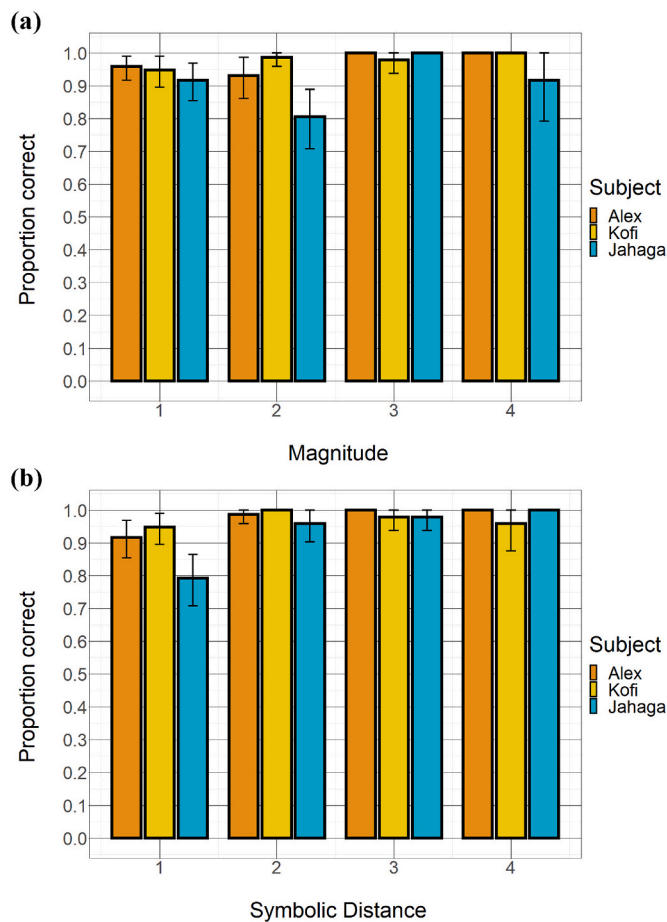 (a)
Proportion correct
1.0
0.9
0.8
0.7
0.6
0.5
0.4
0.3
0.2
0.1
0.0
1 2 3 4
Magnitude
Subject
Alex
Kofi
Jahaga
(b)
Proportion correct
1.0
0.9
0.8
0.7
0.6
0.5
0.4
0.3
0.2
0.1
0.0
1 2 3 4
Symbolic Distance
Subject
Alex
Kofi
Jahaga